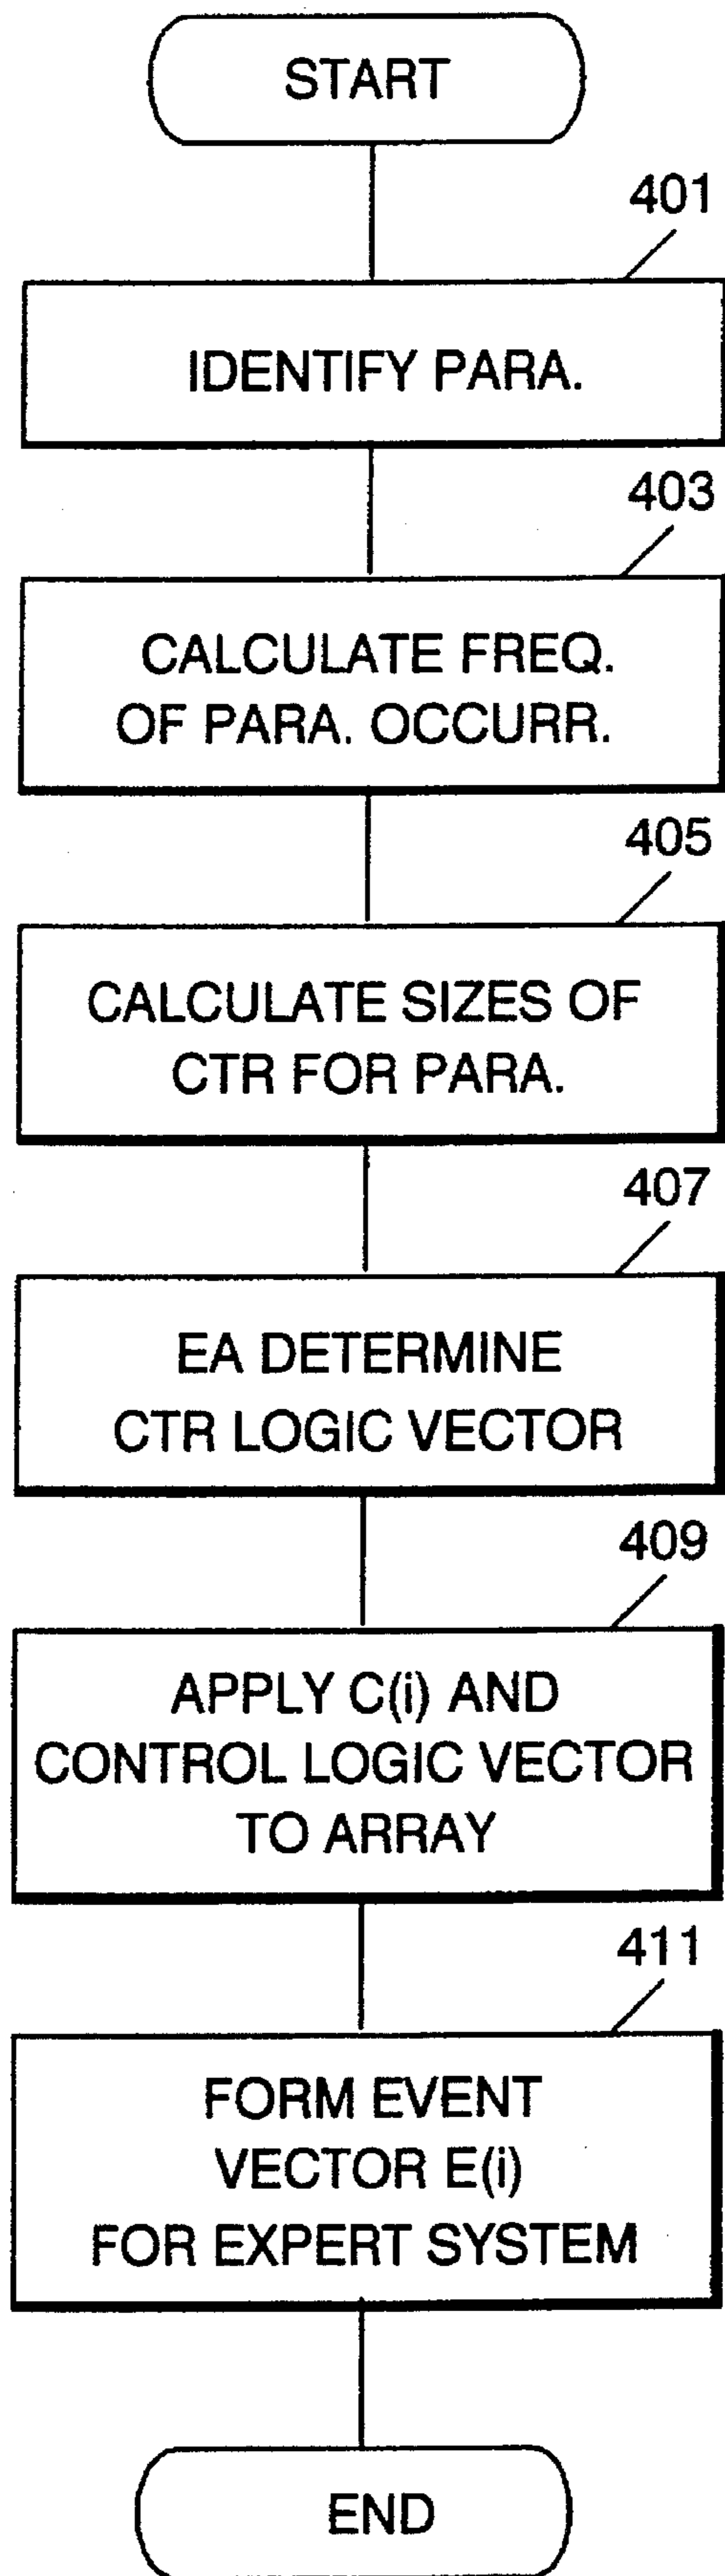 START
401
IDENTIFY PARA.
403
CALCULATE FREQ.
OF PARA. OCCURR.
405
CALCULATE SIZES OF
CTR FOR PARA.
407
EA DETERMINE
CTR LOGIC VECTOR
409
APPLY C(i) AND
CONTROL LOGIC VECTOR
TO ARRAY
411
FORM EVENT
VECTOR E(i)
FOR EXPERT SYSTEM
END